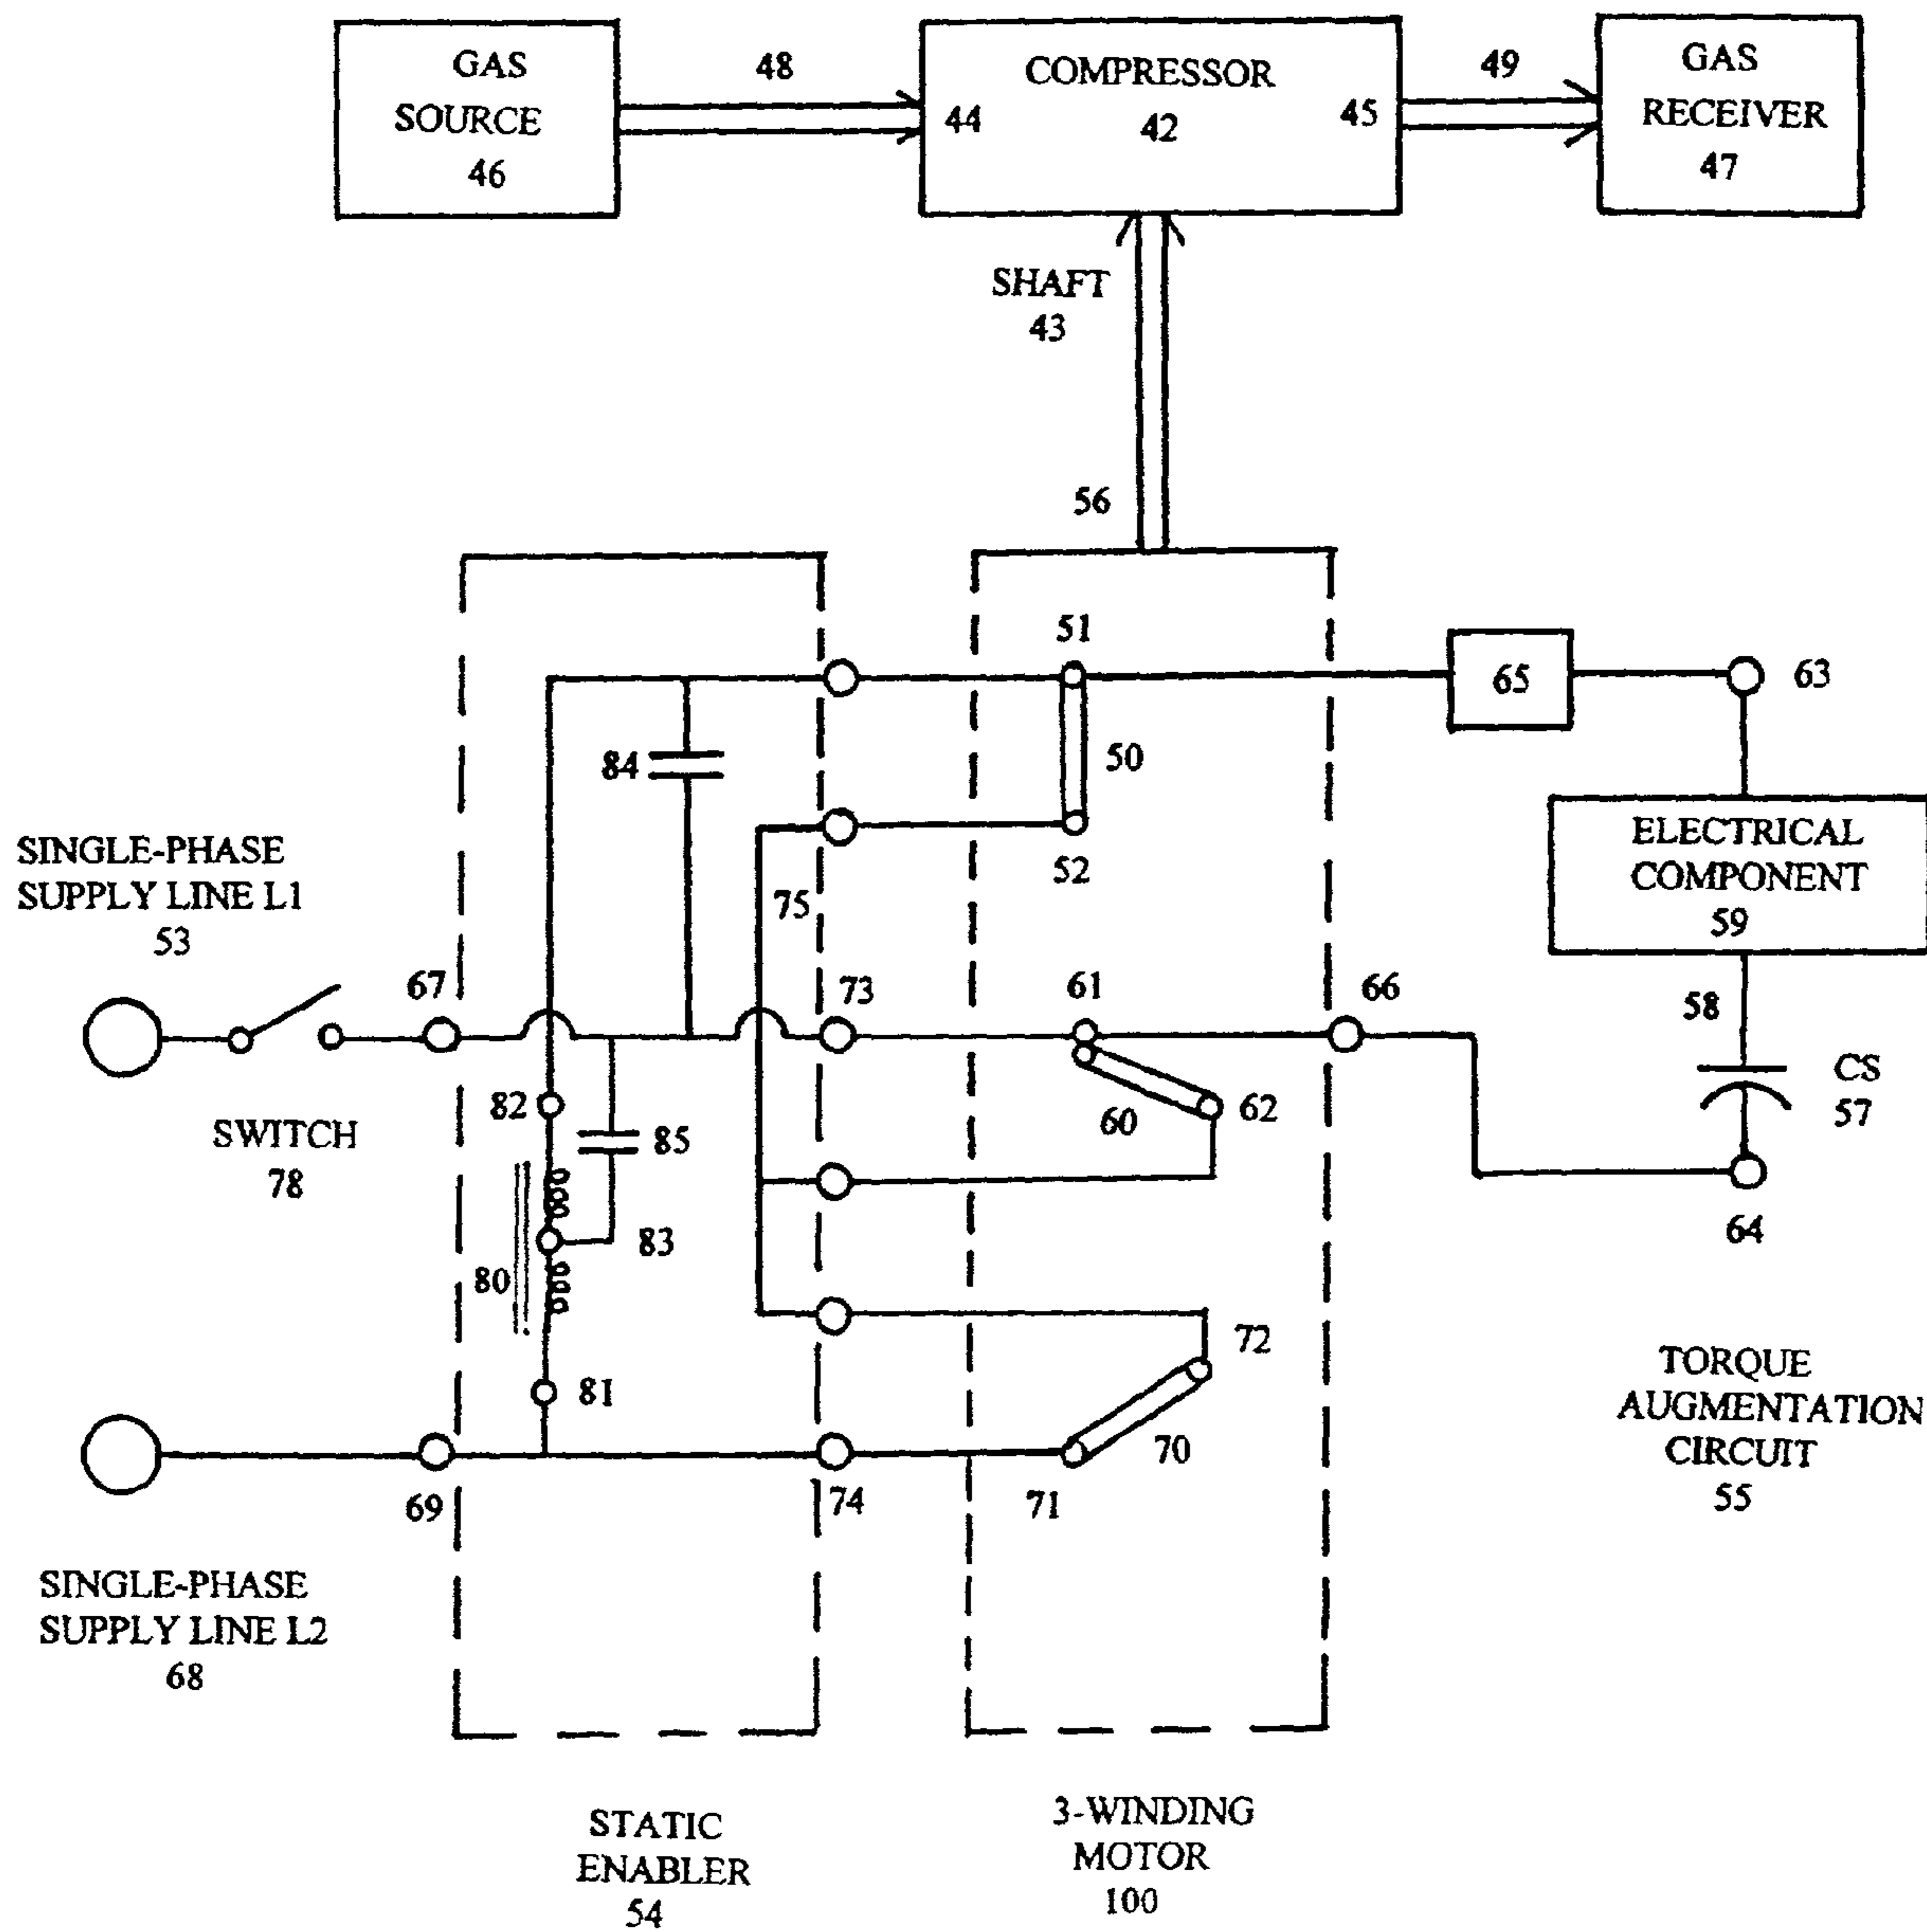 GAS
SOURCE
46
48
COMPRESSOR
44
42
45
49
GAS
RECEIVER
47
SHAFT
43
56
51
65
63
84
50
ELECTRICAL
COMPONENT
59
52
75
SINGLE-PHASE
SUPPLY LINE L1
53
67
73
61
66
58
CS
57
82
85
60
62
SWITCH
78
83
64
80
72
81
70
TORQUE
AUGMENTATION
CIRCUIT
55
69
74
71
SINGLE-PHASE
SUPPLY LINE L2
68
STATIC
ENABLER
54
3-WINDING
MOTOR
100